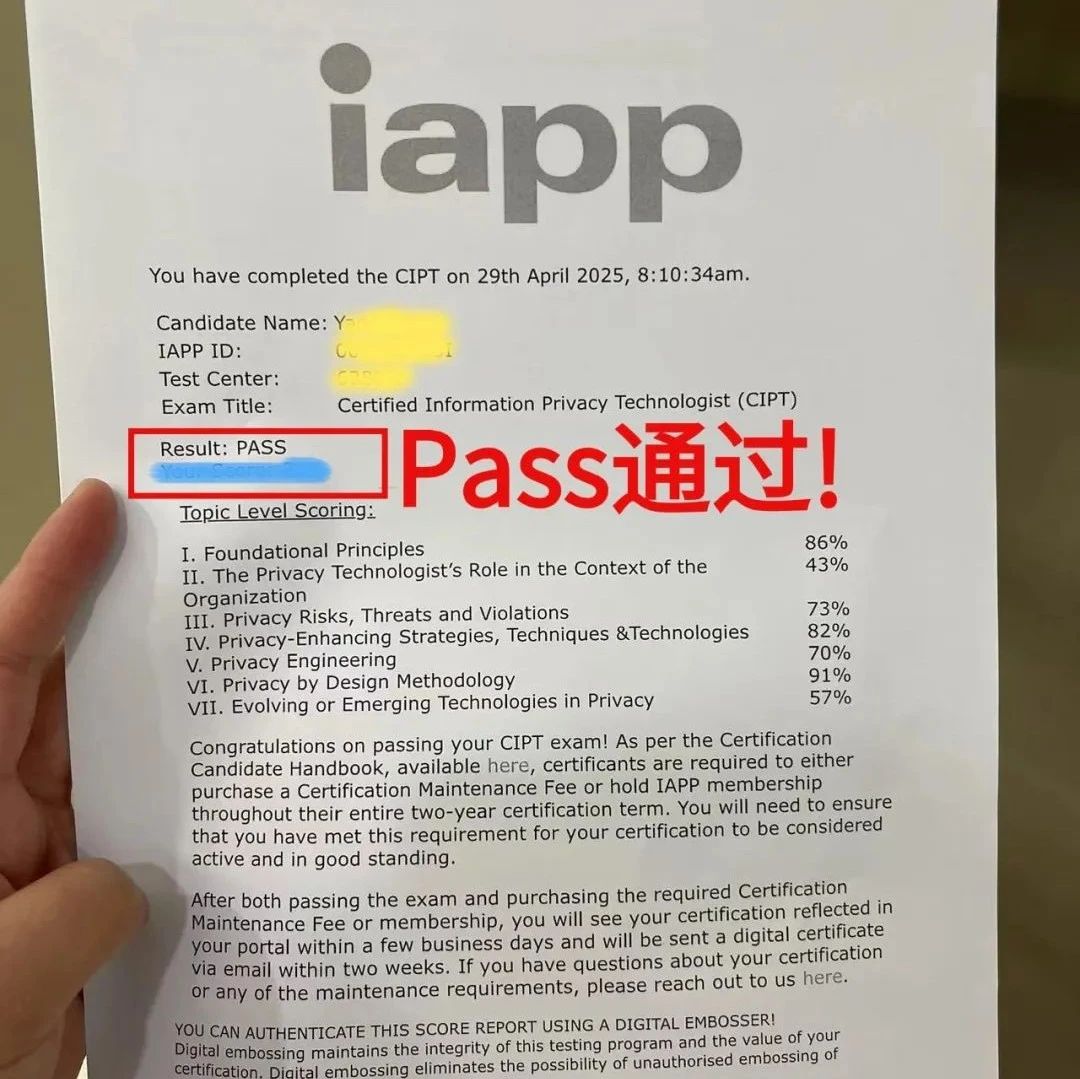 iapp
You have completed the CIPT on 29th April 2025, 8:10:34am.
Candidate Name:
IAPP ID:
Test Center:
Exam Title: Certified Information Privacy Technologist (CIPT)
Result: PASS
Pass通过!
Topic Level Scoring:
I. Foundational Principles 86%
II. The Privacy Technologist's Role in the Context of the 43%
Organization
III. Privacy Risks, Threats and Violations 73%
IV. Privacy-Enhancing Strategies, Techniques &Technologies 82%
V. Privacy Engineering 70%
VI. Privacy by Design Methodology 91%
VII. Evolving or Emerging Technologies in Privacy 57%
Congratulations on passing your CIPT exam! As per the Certification
Candidate Handbook, available here, certificants are required to either
purchase a Certification Maintenance Fee or hold IAPP membership
throughout their entire two-year certification term. You will need to ensure
that you have met this requirement for your certification to be considered
active and in good standing.
After both passing the exam and purchasing the required Certification
Maintenance Fee or membership, you will see your certification reflected in
your portal within a few business days and will be sent a digital certificate
via email within two weeks. If you have questions about your certification
or any of the maintenance requirements, please reach out to us here.
YOU CAN AUTHENTICATE THIS SCORE REPORT USING A DIGITAL EMBOSSER!
Digital embossing maintains the integrity of this testing program and the value of your
certification. Digital embossing eliminates the possibility of unauthorised embossing of